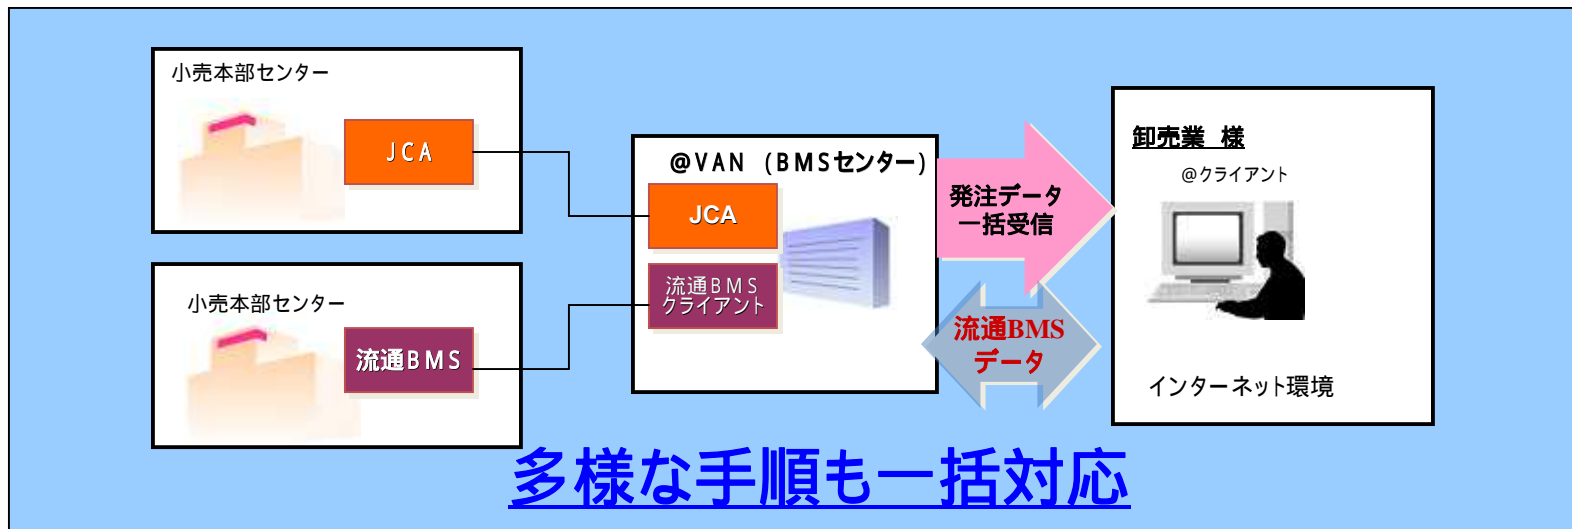 小売本部センター
JCA
小売本部センター
流通BMS
@VAN (BMSセンター)
JCA
流通BMS
クライアント
発注データ
一括受信
流通BMS
データ
卸売業 様
@クライアント
インターネット環境
多様な手順も一括対応